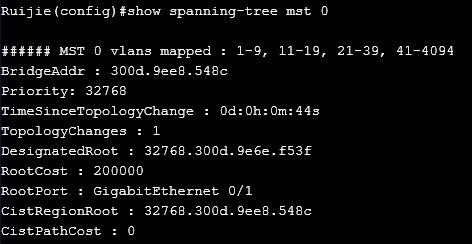 Ruijie(config)#show spanning-tree mst 0
###### MST 0 vlans mapped : 1-9, 11-19, 21-39, 41-4094
BridgeAddr : 300d.9ee8.548c
Priority: 32768
TimeSinceTopologyChange : 0d:0h:0m:44s
TopologyChanges : 1
DesignatedRoot : 32768.300d.9e6e.f53f
RootCost : 200000
RootPort : GigabitEthernet 0/1
CistRegionRoot : 32768.300d.9ee8.548c
CistPathCost : 0